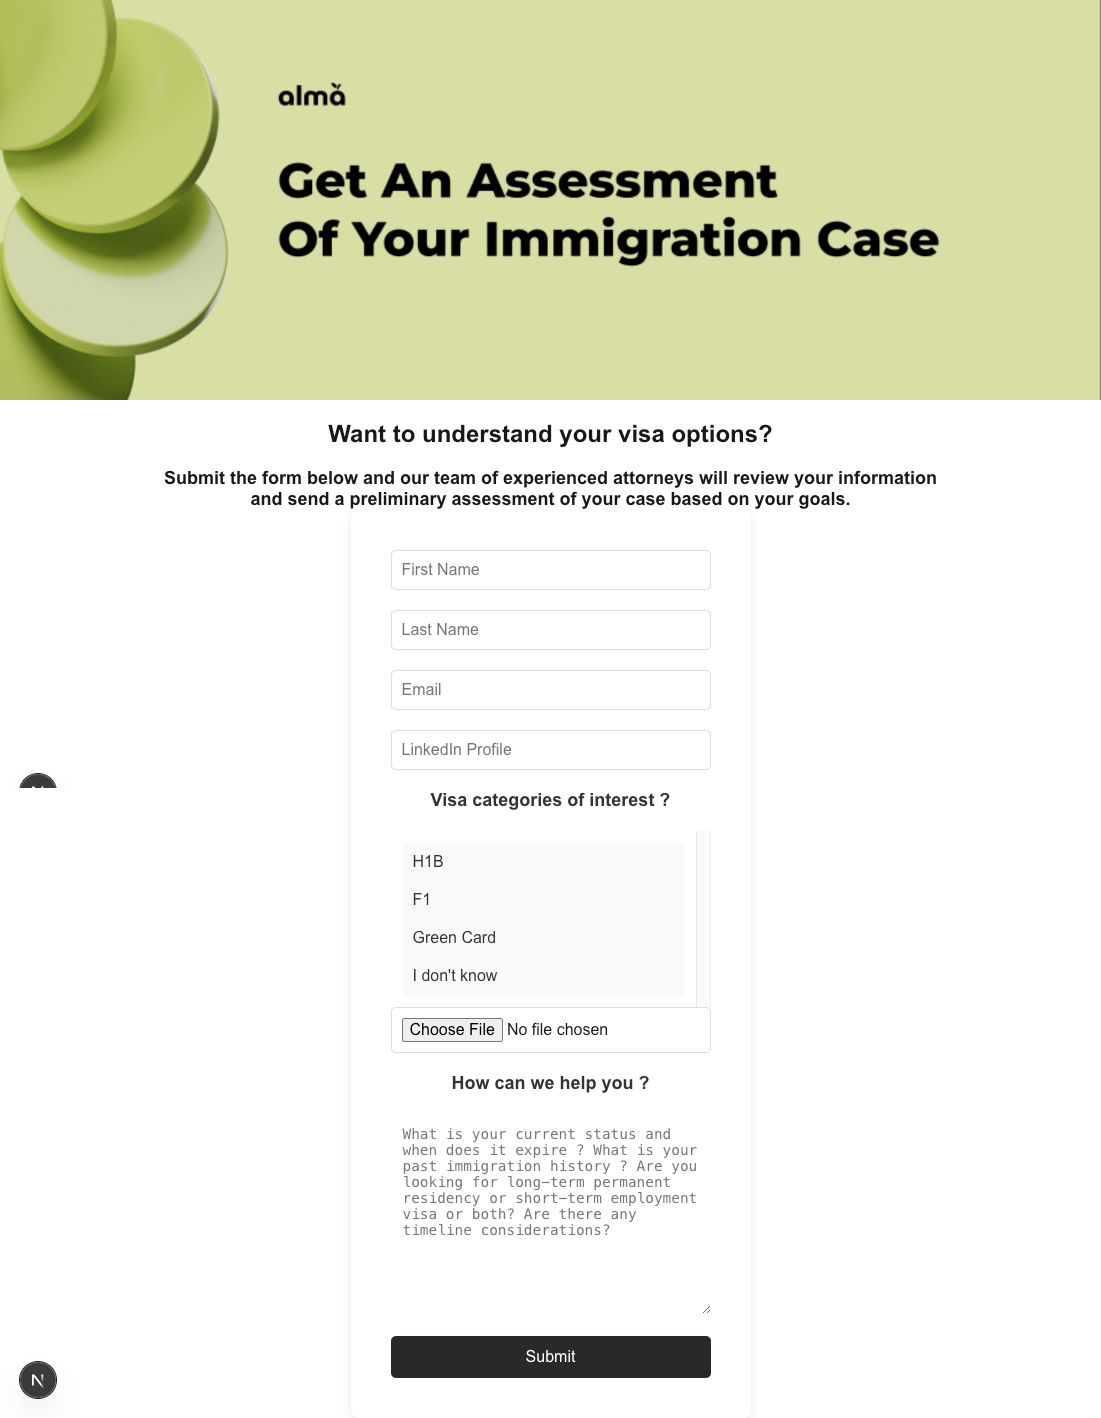 almà
Get An Assessment
Of Your Immigration Case
Want to understand your visa options?
Submit the form below and our team of experienced attorneys will review your information
and send a preliminary assessment of your case based on your goals.
First Name
Last Name
Email
LinkedIn Profile
Visa categories of interest ?
H1B
F1
Green Card
I don't know
Choose File No file chosen
How can we help you ?
What is your current status and
when does it expire ? What is your
past immigration history ? Are you
looking for long-term permanent
residency or short-term employment
visa or both? Are there any
timeline considerations?
Submit
N